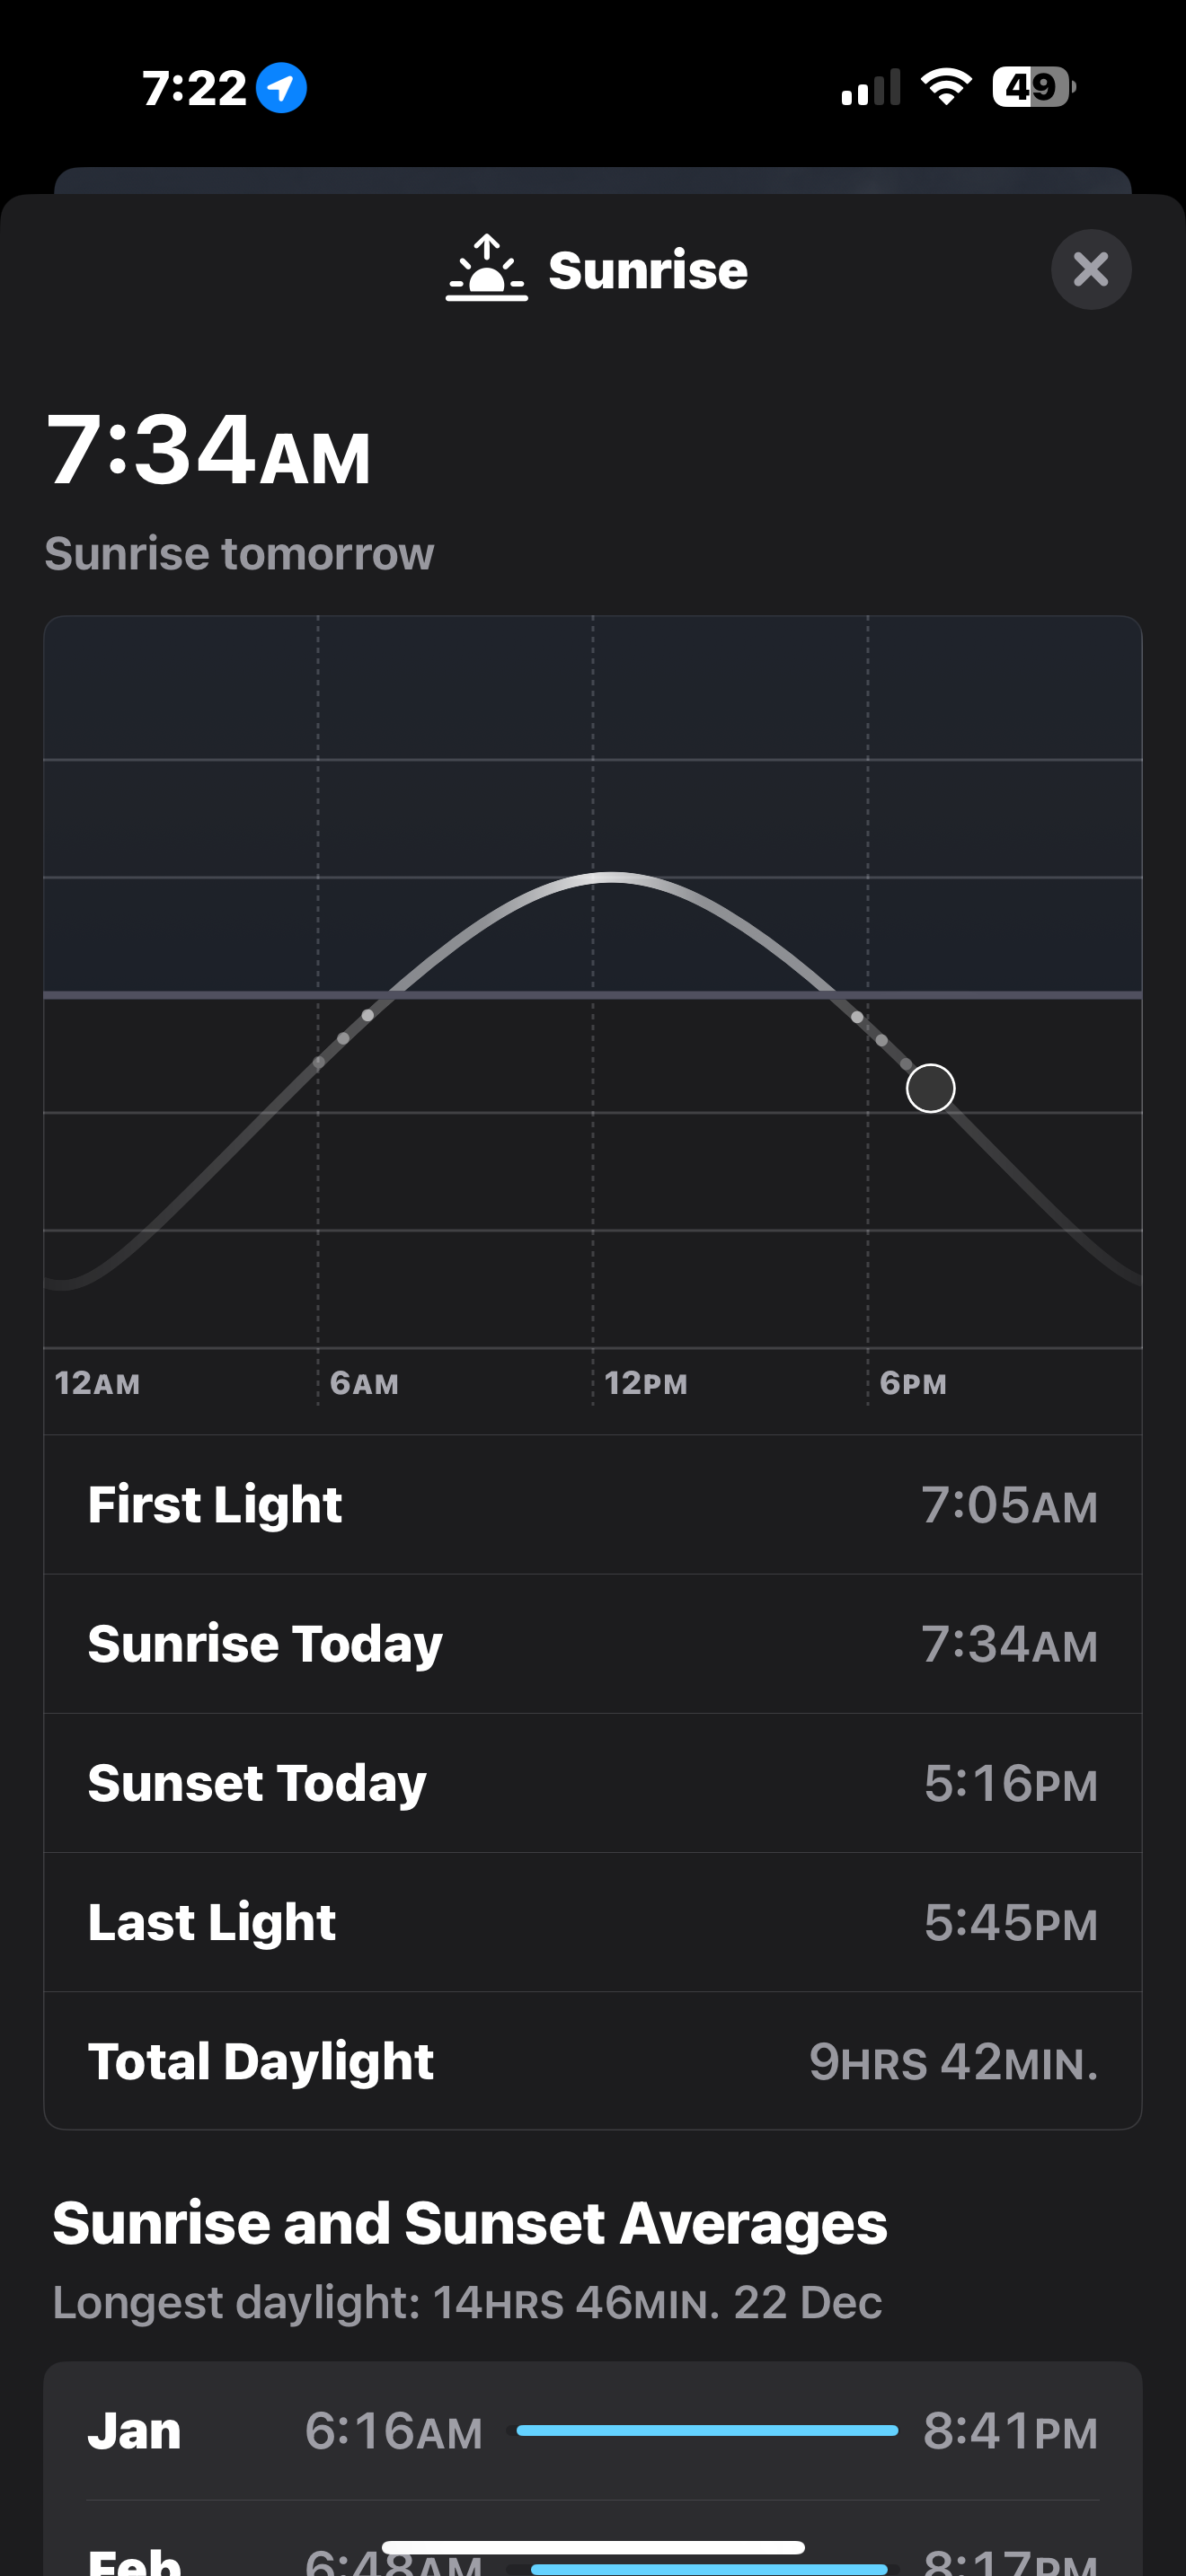 7:22
49
Sunrise
7:34AM
Sunrise tomorrow
12AM 6AM 12PM 6PM
First Light 7:05AM
Sunrise Today 7:34AM
Sunset Today 5:16PM
Last Light 5:45PM
Total Daylight 9HRS 42MIN.
Sunrise and Sunset Averages
Longest daylight: 14HRS 46MIN. 22 Dec
Jan 6:16AM 8:41PM
Feb 6:48AM 8:17PM